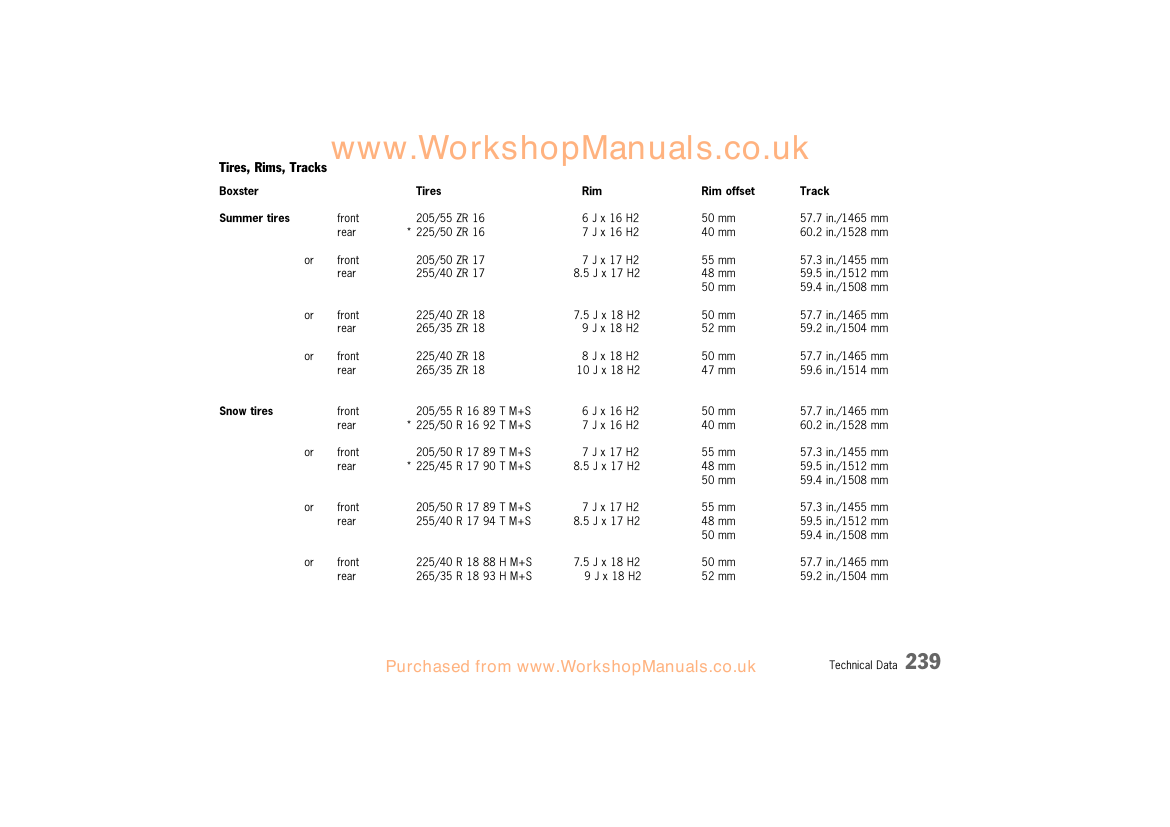 www.WorkshopManuals.co.uk
Tires, Rims, Tracks
Boxster Tires Rim Rim offset Track
Summer tires front 205/55 ZR 16 6 J x 16 H2 50 mm 57.7 in./1465 mm
rear * 225/50 ZR 16 7 J x 16 H2 40 mm 60.2 in./1528 mm
or front 205/50 ZR 17 7 J x 17 H2 55 mm 57.3 in./1455 mm
rear 255/40 ZR 17 8.5 J x 17 H2 48 mm 59.5 in./1512 mm
50 mm 59.4 in./1508 mm
or front 225/40 ZR 18 7.5 J x 18 H2 50 mm 57.7 in./1465 mm
rear 265/35 ZR 18 9 J x 18 H2 52 mm 59.2 in./1504 mm
or front 225/40 ZR 18 8 J x 18 H2 50 mm 57.7 in./1465 mm
rear 265/35 ZR 18 10 J x 18 H2 47 mm 59.6 in./1514 mm
Snow tires front 205/55 R 16 89 T M+S 6 J x 16 H2 50 mm 57.7 in./1465 mm
rear * 225/50 R 16 92 T M+S 7 J x 16 H2 40 mm 60.2 in./1528 mm
or front 205/50 R 17 89 T M+S 7 J x 17 H2 55 mm 57.3 in./1455 mm
rear * 225/45 R 17 90 T M+S 8.5 J x 17 H2 48 mm 59.5 in./1512 mm
50 mm 59.4 in./1508 mm
or front 205/50 R 17 89 T M+S 7 J x 17 H2 55 mm 57.3 in./1455 mm
rear 255/40 R 17 94 T M+S 8.5 J x 17 H2 48 mm 59.5 in./1512 mm
50 mm 59.4 in./1508 mm
or front 225/40 R 18 88 H M+S 7.5 J x 18 H2 50 mm 57.7 in./1465 mm
rear 265/35 R 18 93 H M+S 9 J x 18 H2 52 mm 59.2 in./1504 mm
Purchased from www.WorkshopManuals.co.uk
Technical Data 239